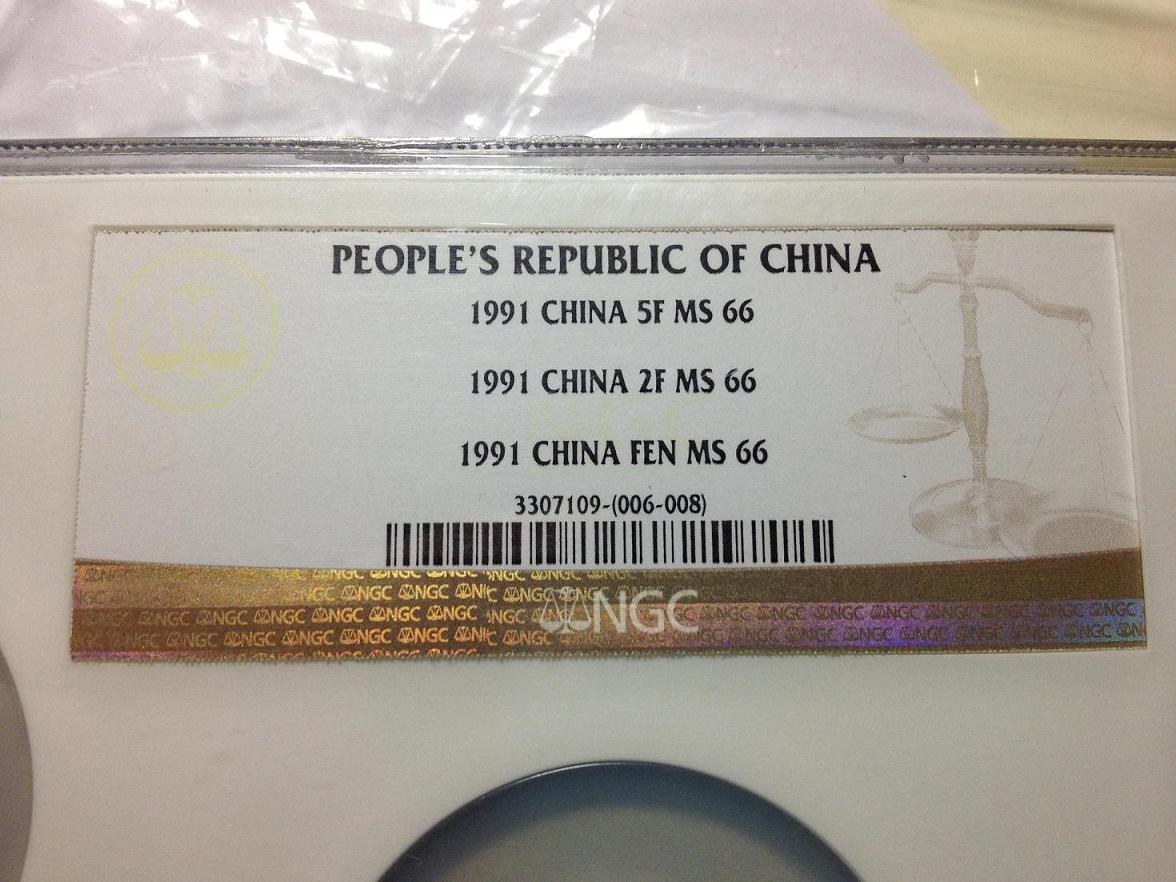 PEOPLE'S REPUBLIC OF CHINA
1991 CHINA 5F MS 66
1991 CHINA 2F MS 66
1991 CHINA FEN MS 66
3307109-(006-008)
NGC